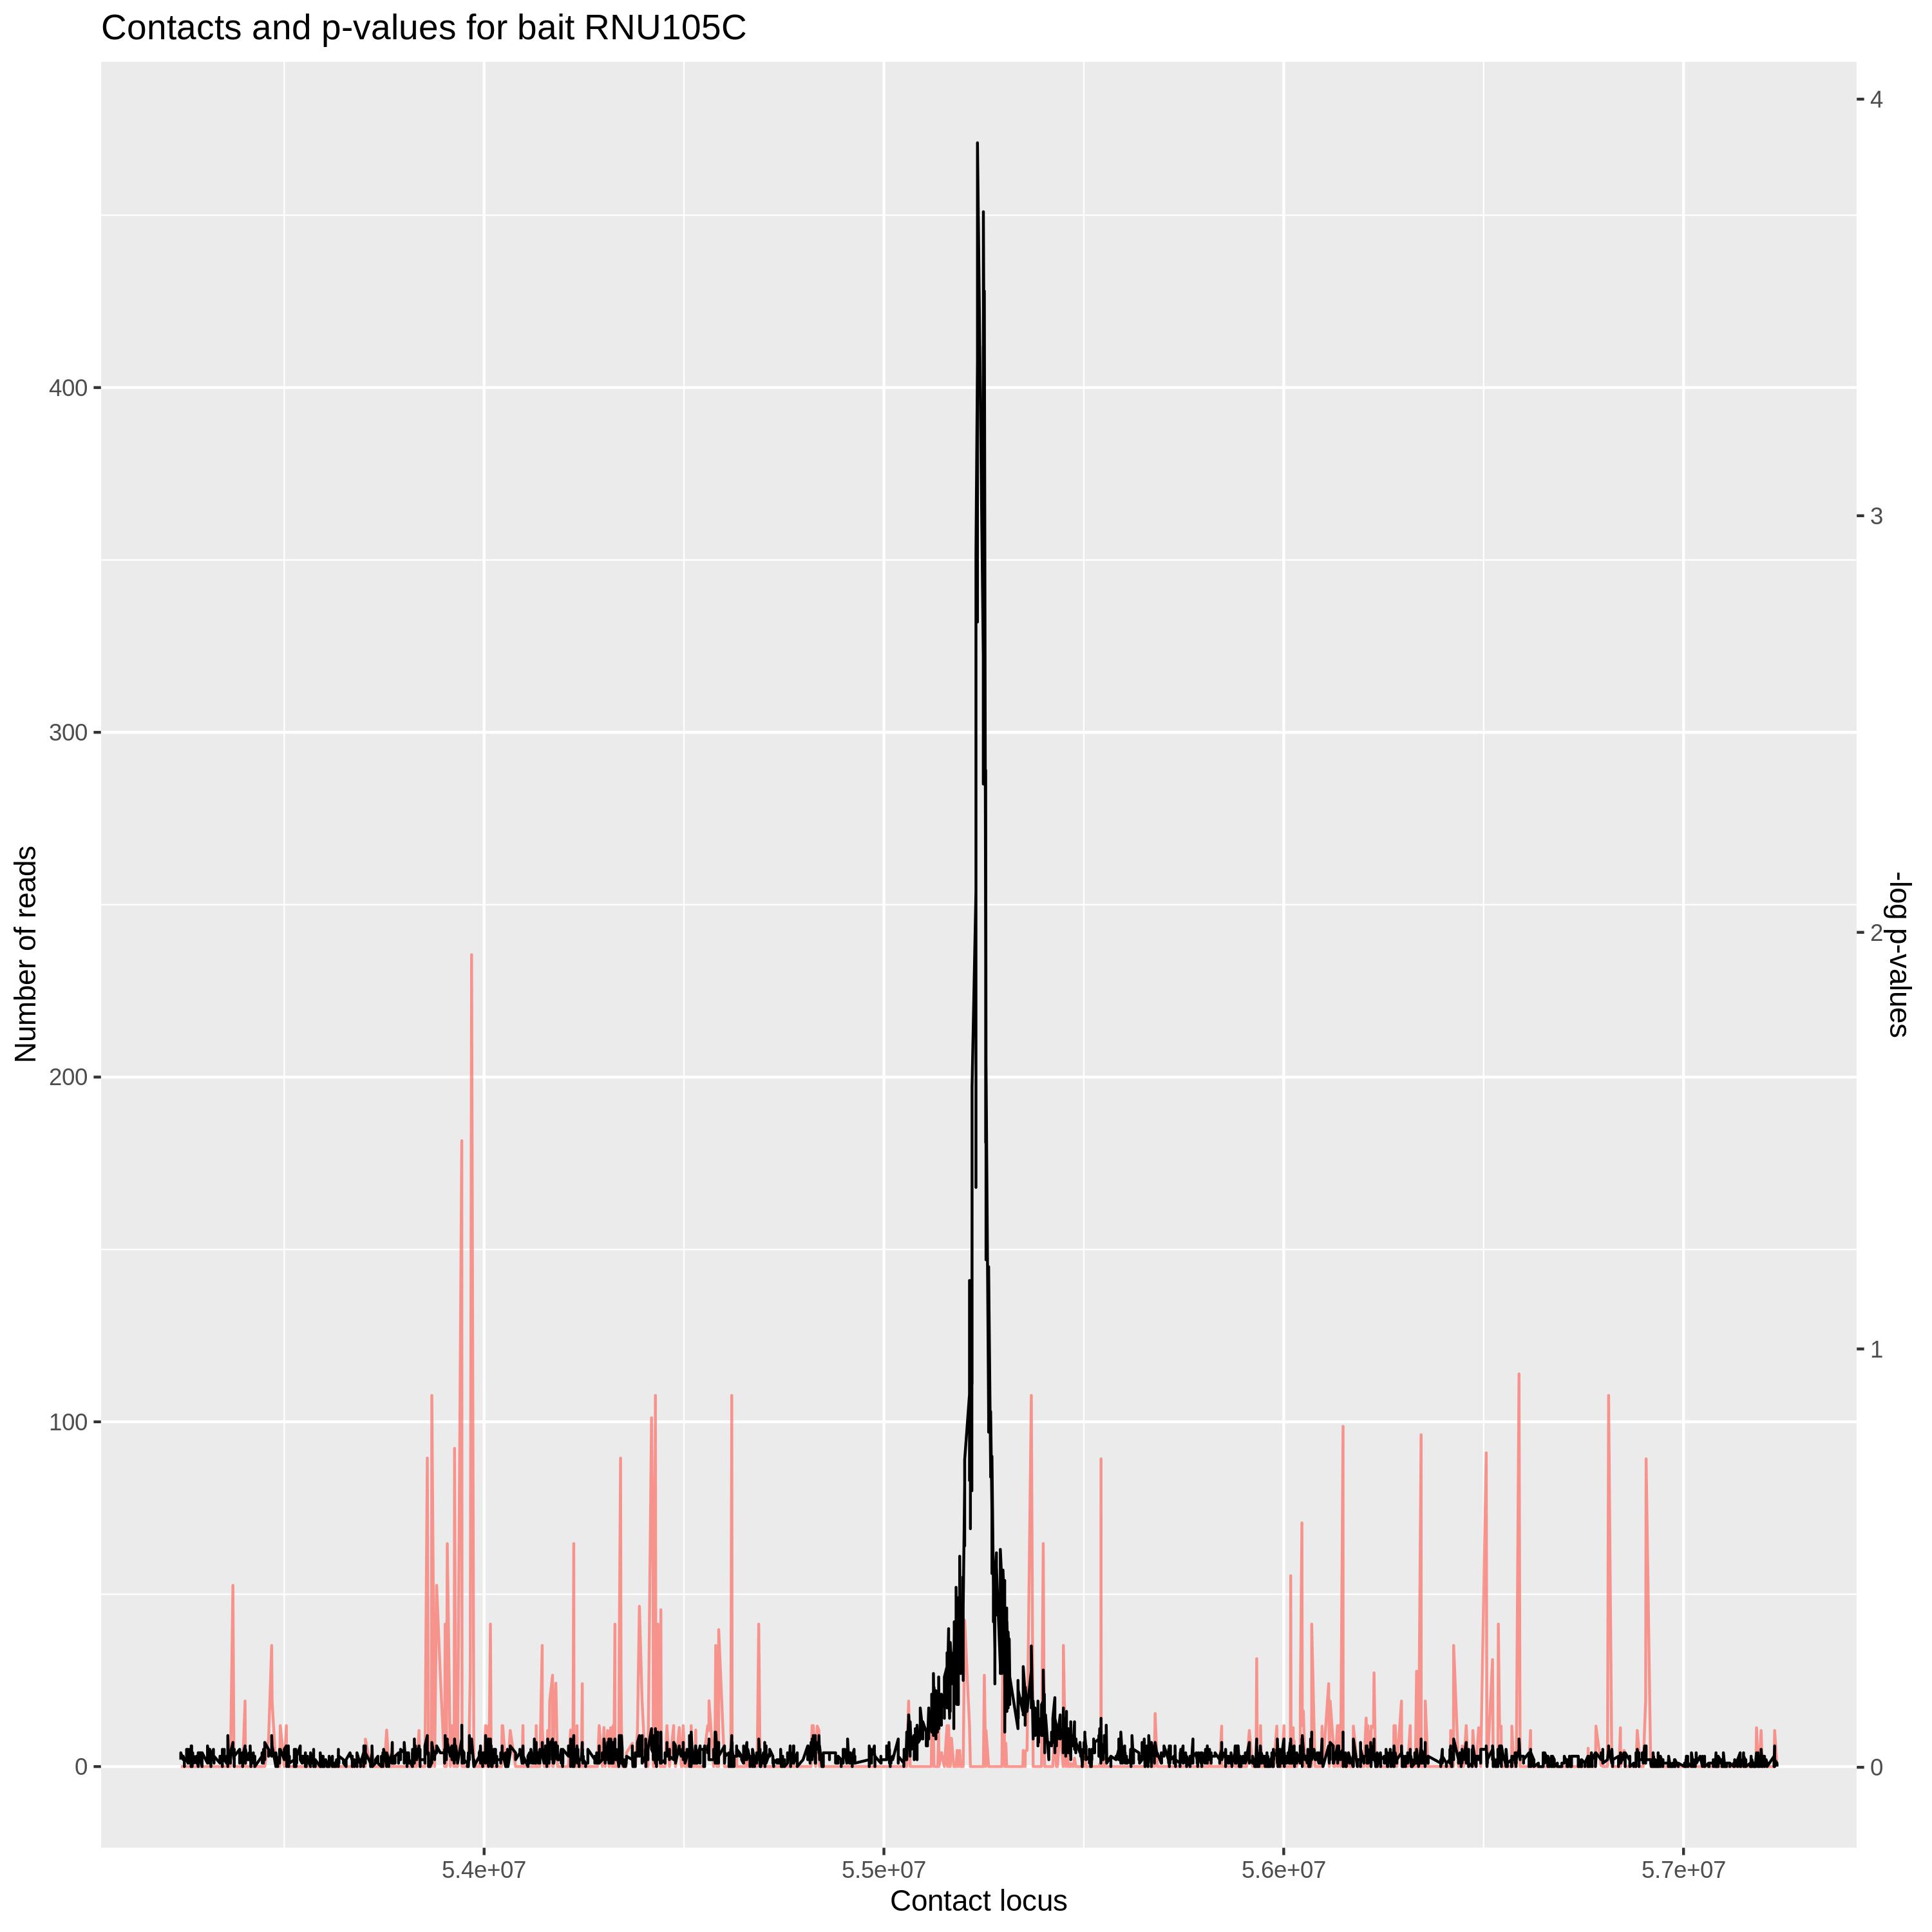 Contacts and p-values for bait RNU105C
4
400
3
300
2
200
1
100
0
0
Number of reads
-log p-values
5.4e+07 5.5e+07 5.6e+07 5.7e+07
Contact locus